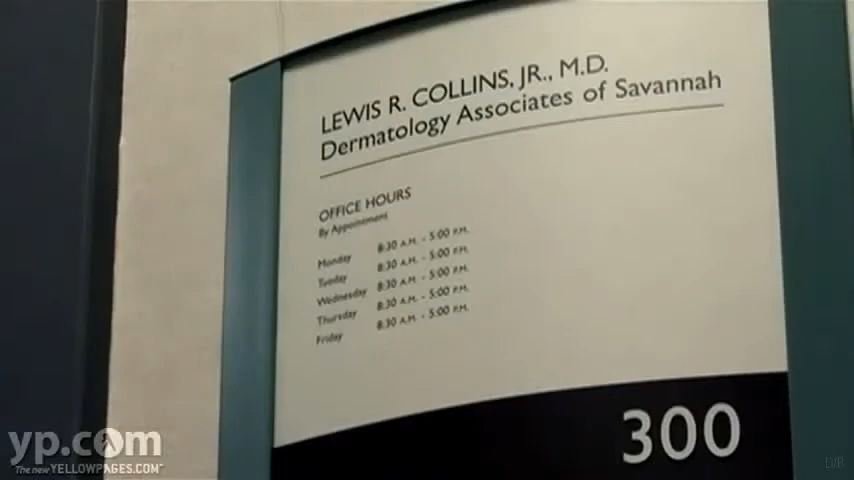 LEWIS R. COLLINS, JR., M.D.
Dermatology Associates of Savannah
OFFICE HOURS
By Appointment
Monday 8:30 A.M. - 5:00 P.M.
Tuesday 8:30 A.M. - 5:00 P.M.
Wednesday 8:30 A.M. - 5:00 P.M.
Thursday 8:30 A.M. - 5:00 P.M.
Friday 8:30 A.M. - 5:00 P.M.
300
yp.com
The new YELLOWPAGES.COM